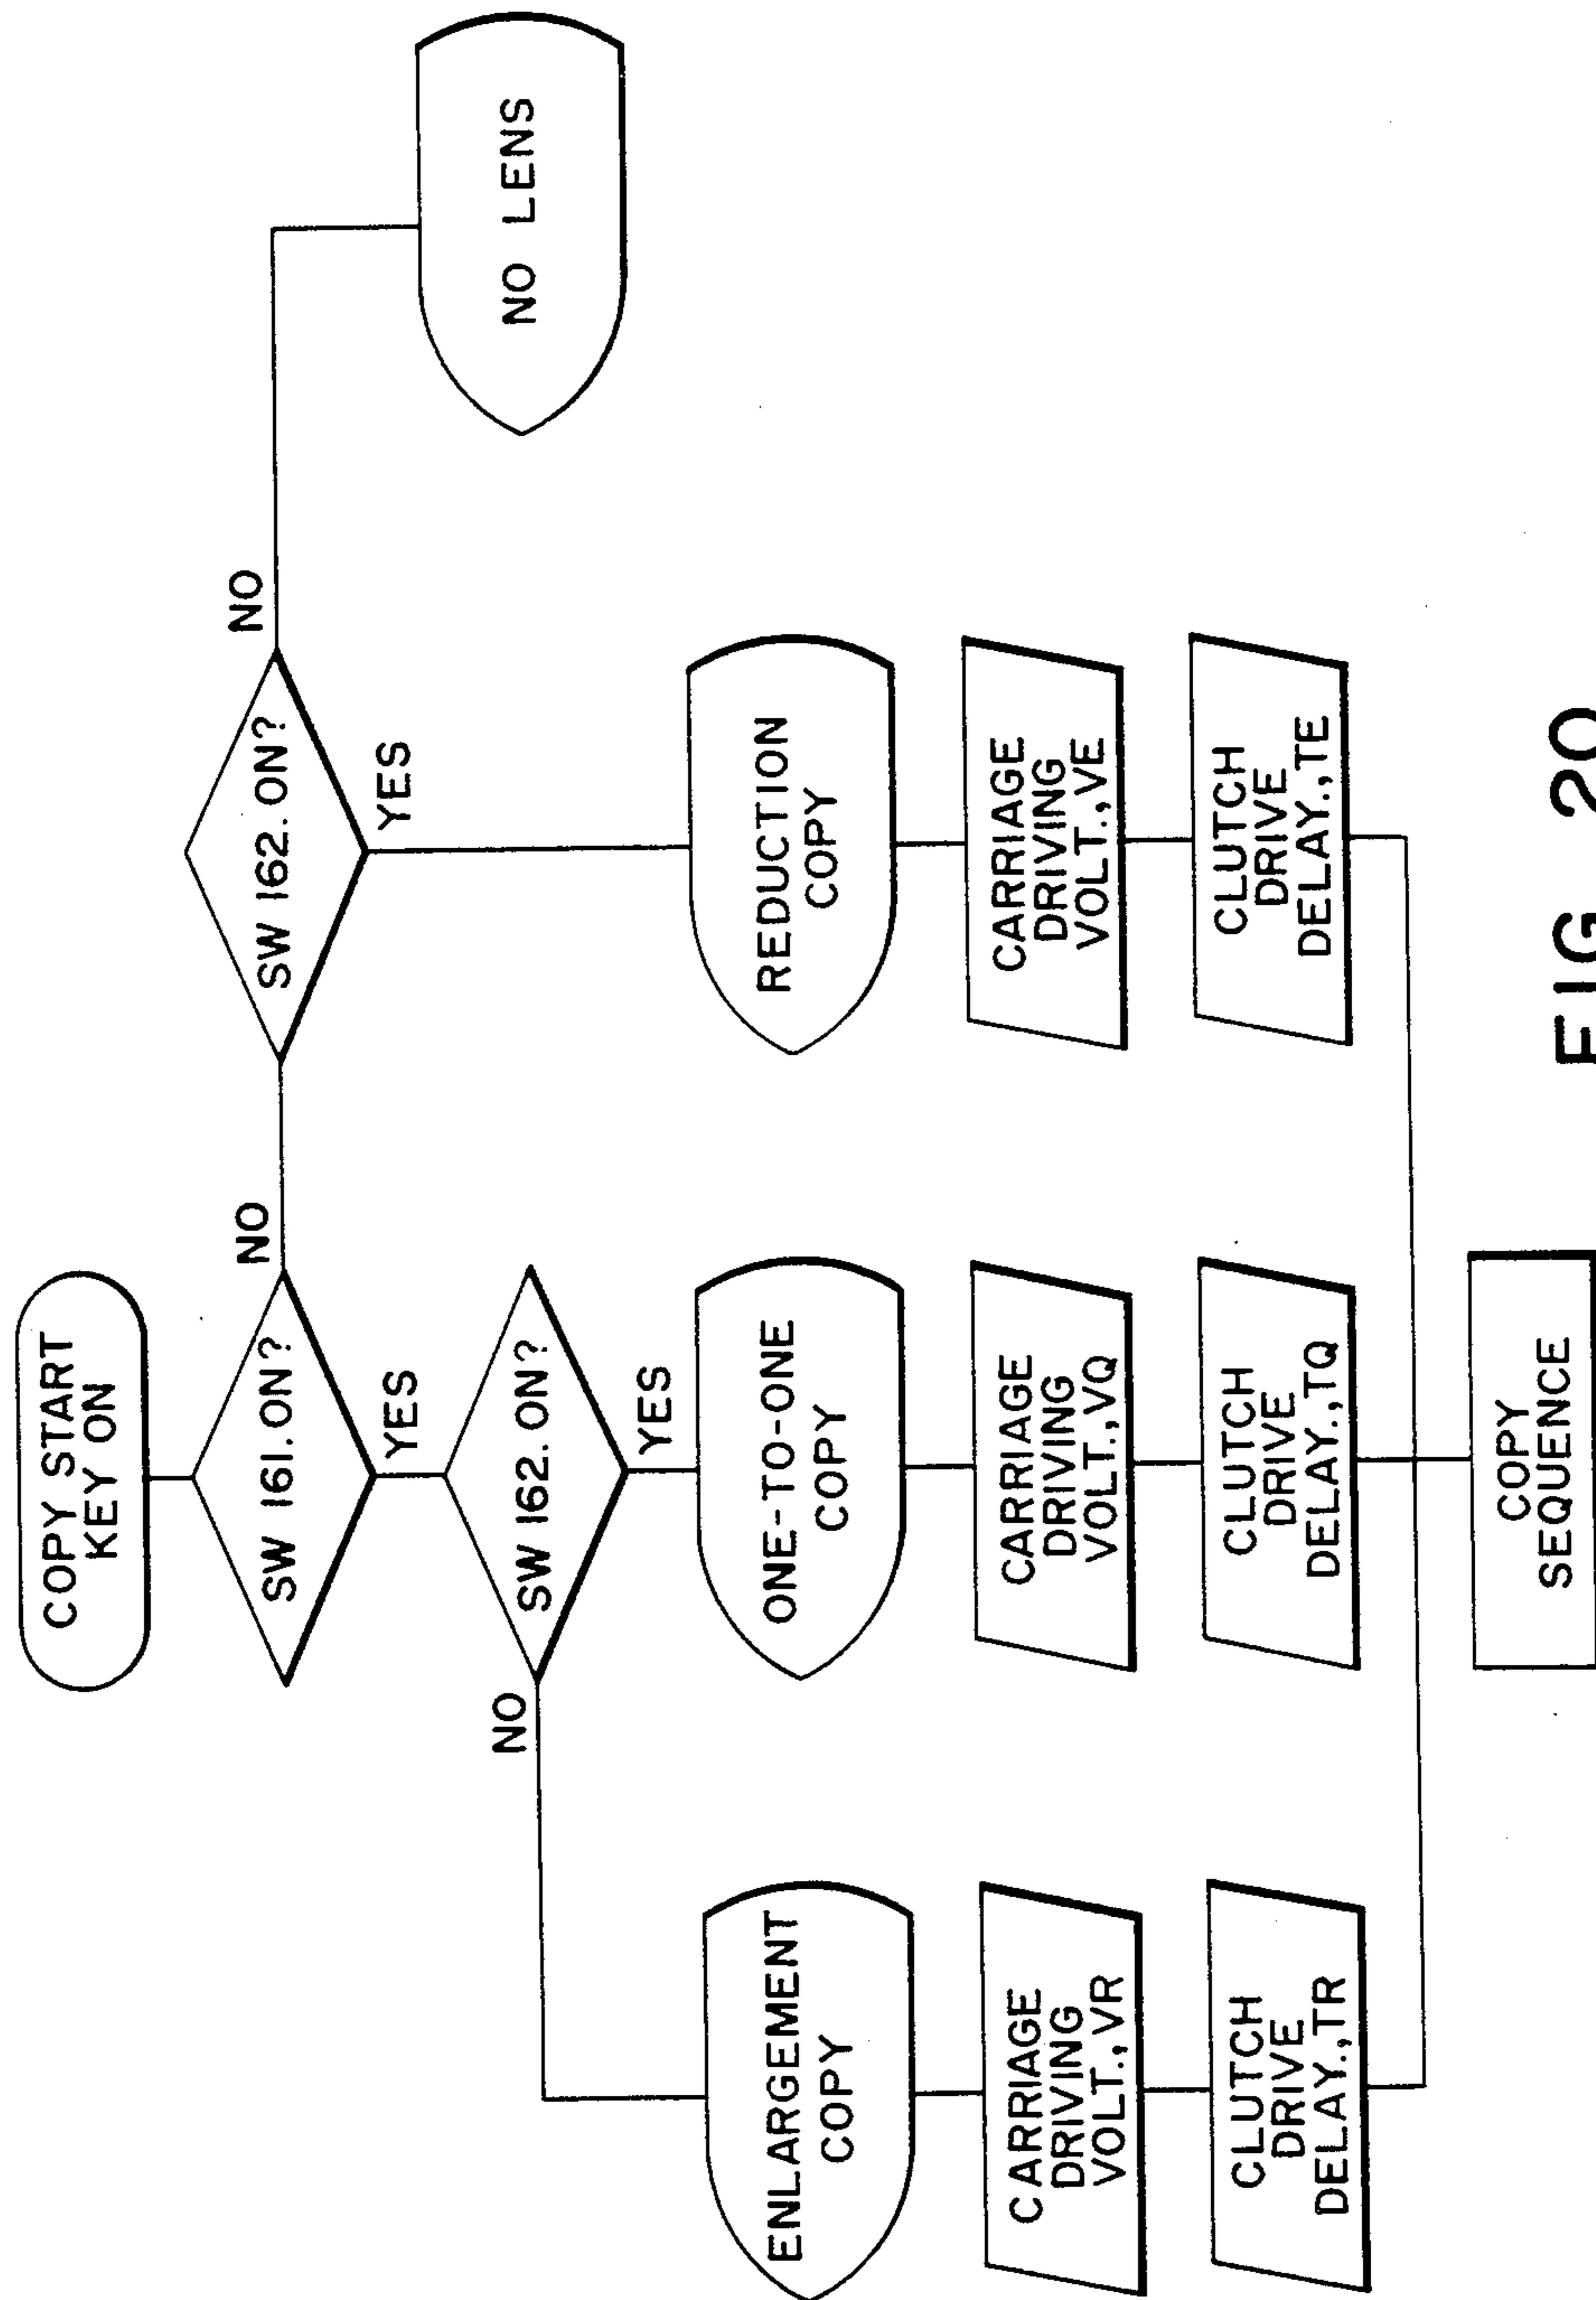 COPY START
KEY ON
SW 161. ON?
NO
YES
SW 162. ON?
NO
YES
NO LENS
SW 162. ON?
NO
YES
ENLARGEMENT
COPY
ONE-TO-ONE
COPY
REDUCTION
COPY
CARRIAGE
DRIVING
VOLT.,VR
CARRIAGE
DRIVING
VOLT.,VQ
CARRIAGE
DRIVING
VOLT.,VE
CLUTCH
DRIVE
DELAY.,TR
CLUTCH
DRIVE
DELAY.,TQ
CLUTCH
DRIVE
DELAY.,TE
COPY
SEQUENCE
FIG 20